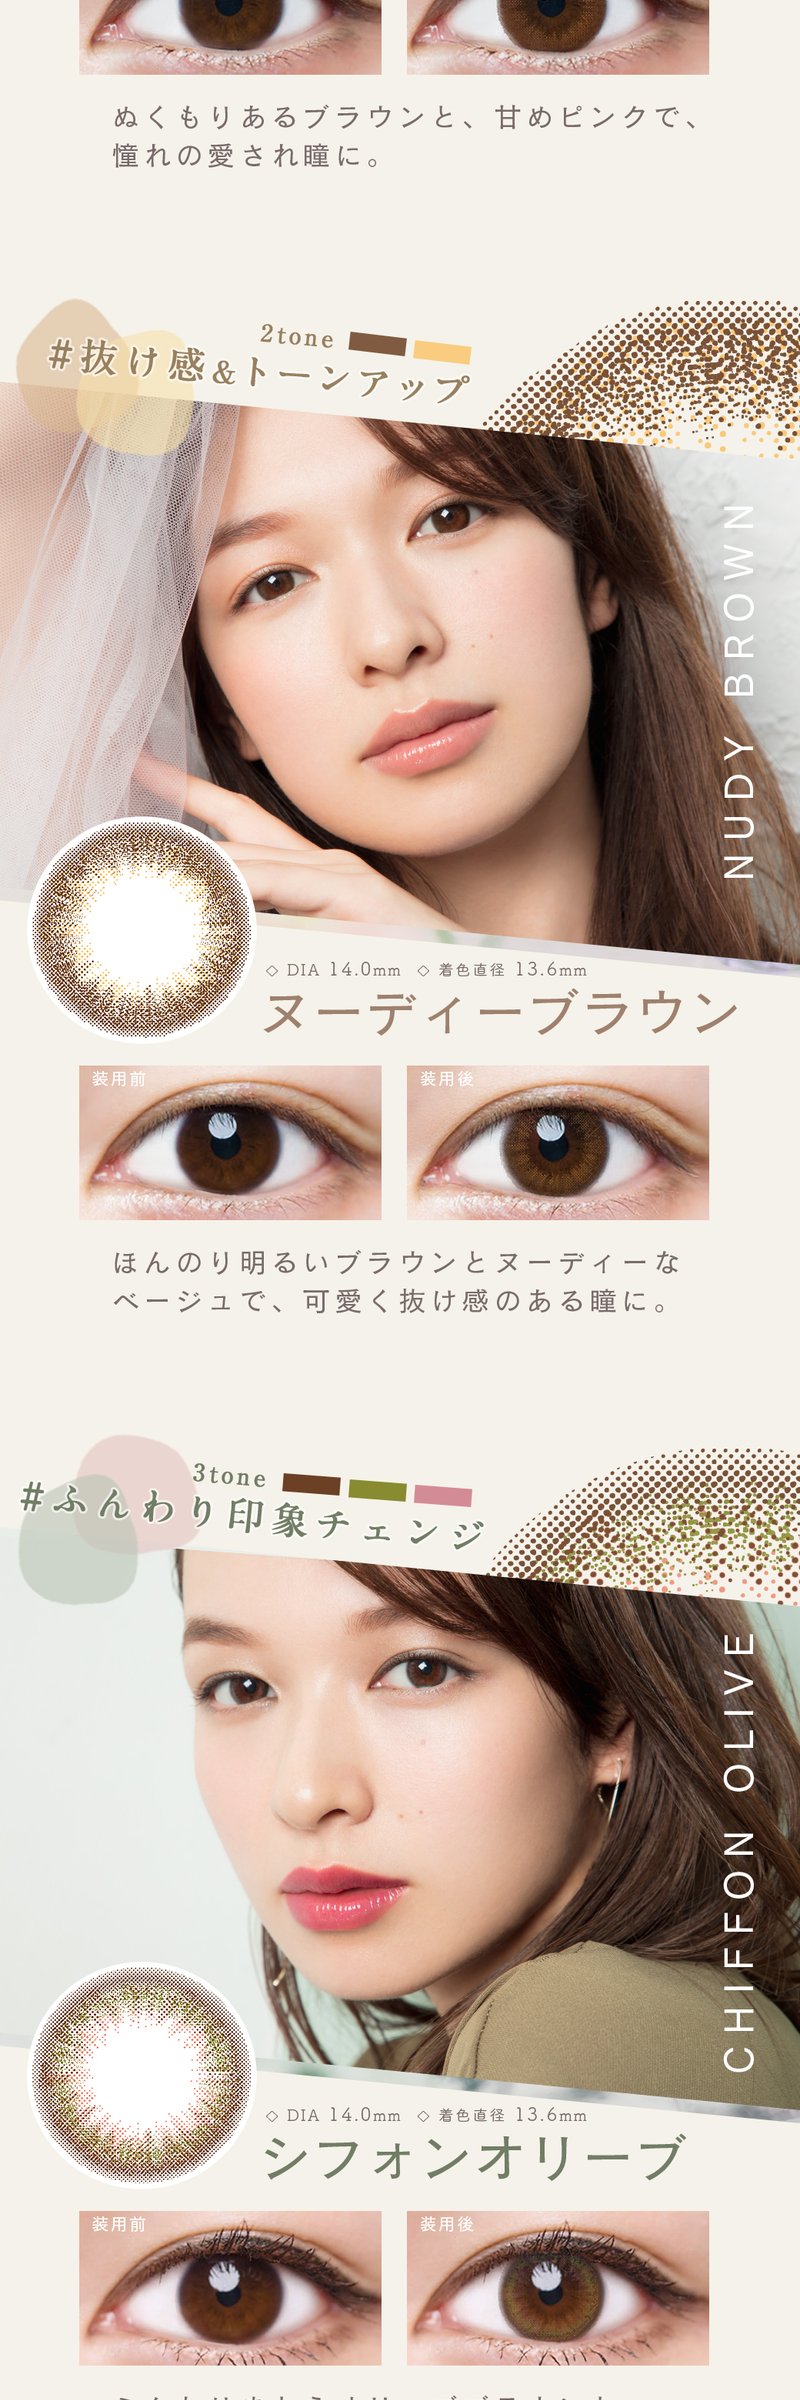 ぬくもりあるブラウンと、甘めピンクで、
憧れの愛され瞳に。
2tone
#抜け感&トーンアップ
NUDY BROWN
◇ DIA 14.0mm ◇ 着色直径 13.6mm
ヌーディーブラウン
装用前
装用後
ほんのり明るいブラウンとヌーディーな
ベージュで、可愛く抜け感のある瞳に。
3tone
#ふんわり印象チェンジ
CHIFFON OLIVE
◇ DIA 14.0mm ◇ 着色直径 13.6mm
シフォンオリーブ
装用前
装用後